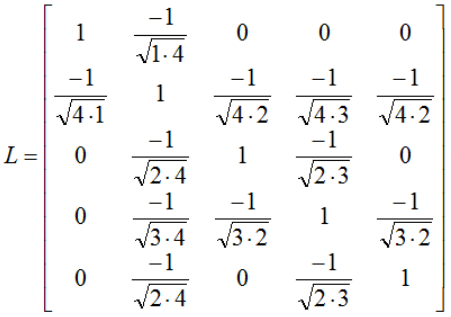 1 -1/√1·4 0 0 0
-1/√4·1 1 -1/√4·2 -1/√4·3 -1/√4·2
L= 0 -1/√2·4 1 -1/√2·3 0
0 -1/√3·4 -1/√3·2 1 -1/√3·2
0 -1/√2·4 0 -1/√2·3 1